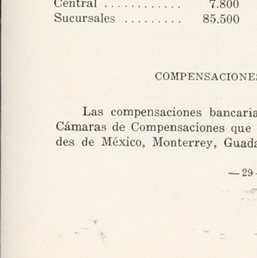 Central ............ 7.800
Sucursales ......... 85.500
COMPENSACIONES
Las compensaciones bancaria
Cámaras de Compensaciones que
des de México, Monterrey, Guada
— 29